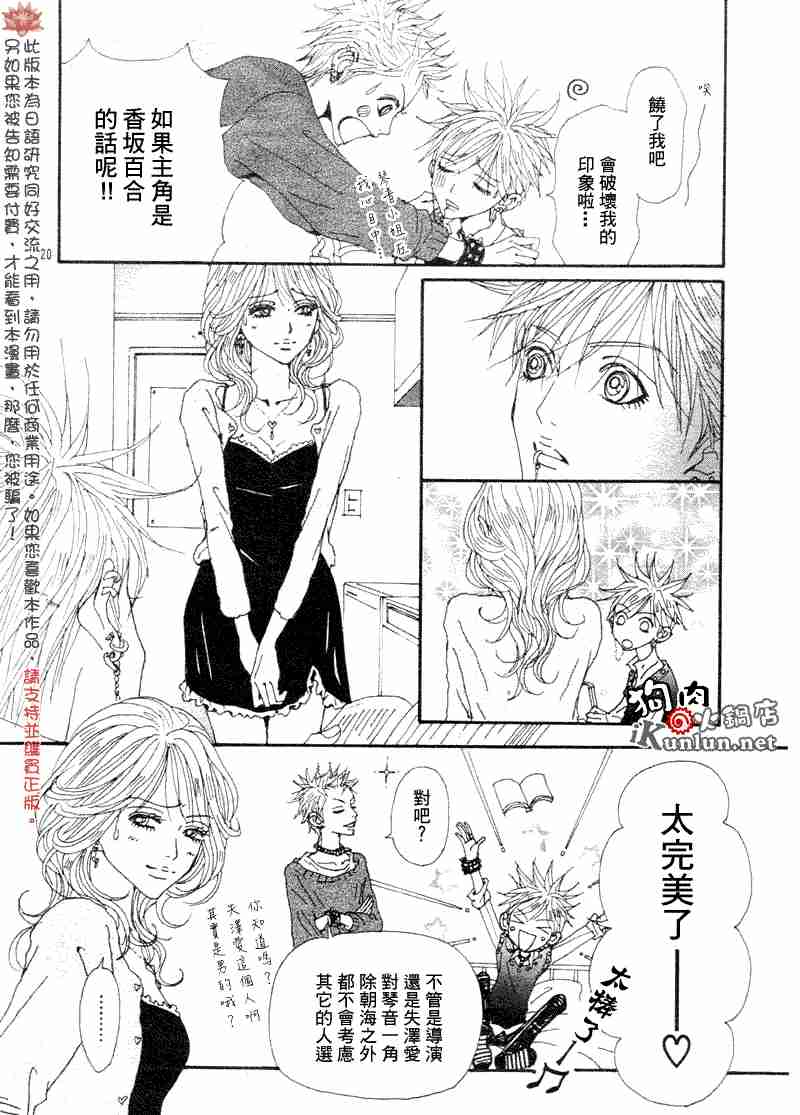 唉
饒了我吧
會破壞我的
印象啦…
琴音小姐在
我心目中…
如果主角是
香坂百合
的話呢!!
20
太完美了——♡
太棒了—♫
對吧?
不管是導演
還是矢澤愛
對琴音一角
除朝海之外
都不會考慮
其它的人選
你知道嗎?
矢澤愛這個人啊
其實是男的哦?
………
狗肉
火鍋店
iKunlun.net
此版本為日語研究同好交流之用,請勿用於任何商業用途。如果您喜歡本作品,請支持並購買正版。
另如果您被告知需要付費,才能看到本漫畫,那麼,您被騙了!